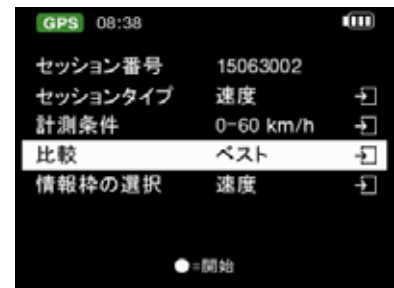 GPS 08:38
セッション番号 15063002
セッションタイプ 速度
計測条件 0-60 km/h
比較 ベスト
情報枠の選択 速度
●=開始